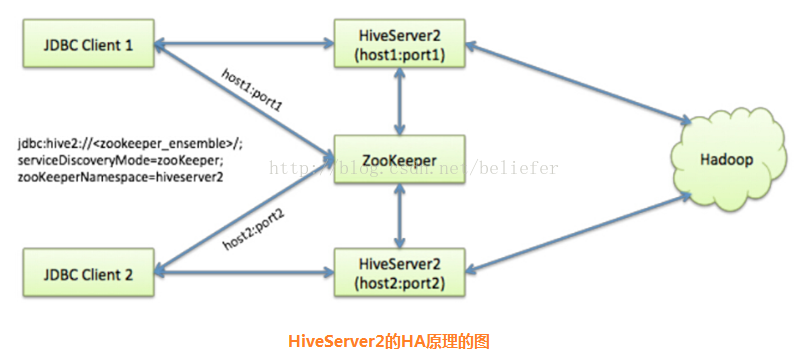 JDBC Client 1
HiveServer2
(host1:port1)
host1:port1
jdbc:hive2://<zookeeper_ensemble>/;
serviceDiscoveryMode=zooKeeper;
zooKeeperNamespace=hiveserver2
ZooKeeper
http://blog.csdn.net/beliefer
Hadoop
host2:port2
JDBC Client 2
HiveServer2
(host2:port2)
HiveServer2的HA原理的图